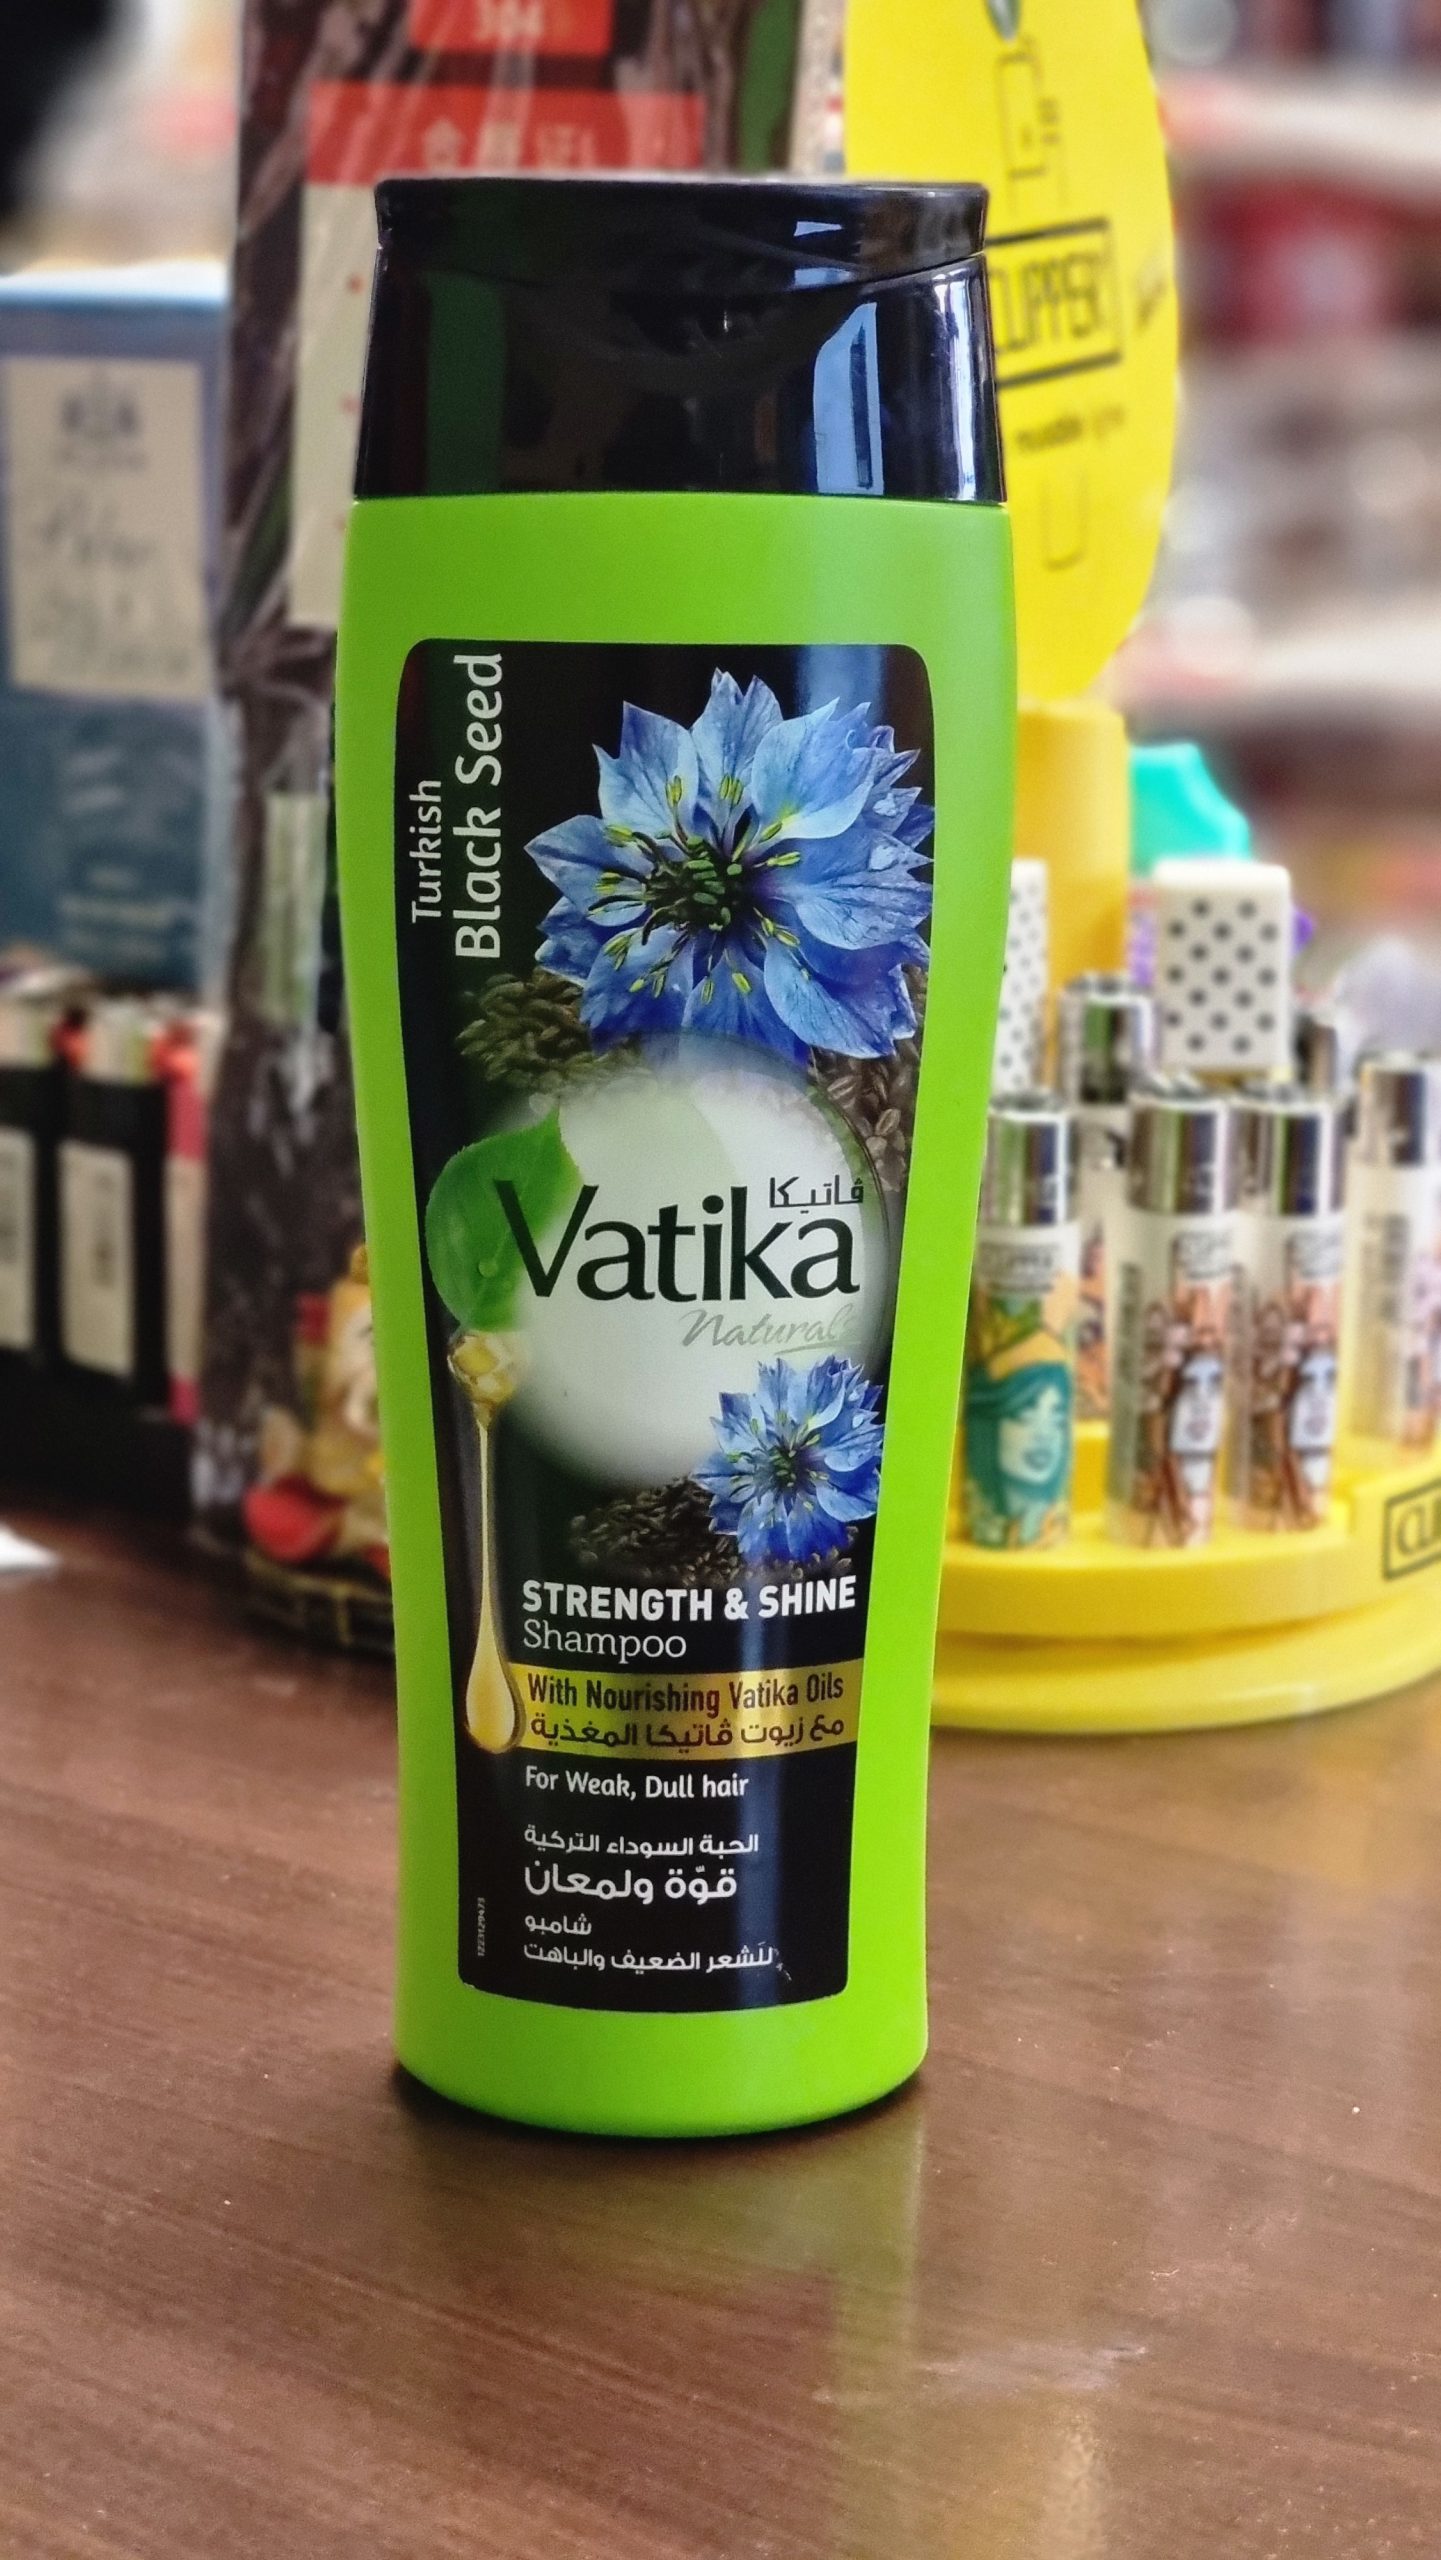 304
CLIPPER
Turkish
Black Seed
ڤاتيكا
Vatika
Naturals
STRENGTH & SHINE
Shampoo
With Nourishing Vatika Oils
مع زيوت ڤاتيكا المغذية
For Weak, Dull hair
الحبة السوداء التركية
قوّة ولمعان
شامبو
للشعر الضعيف والباهت